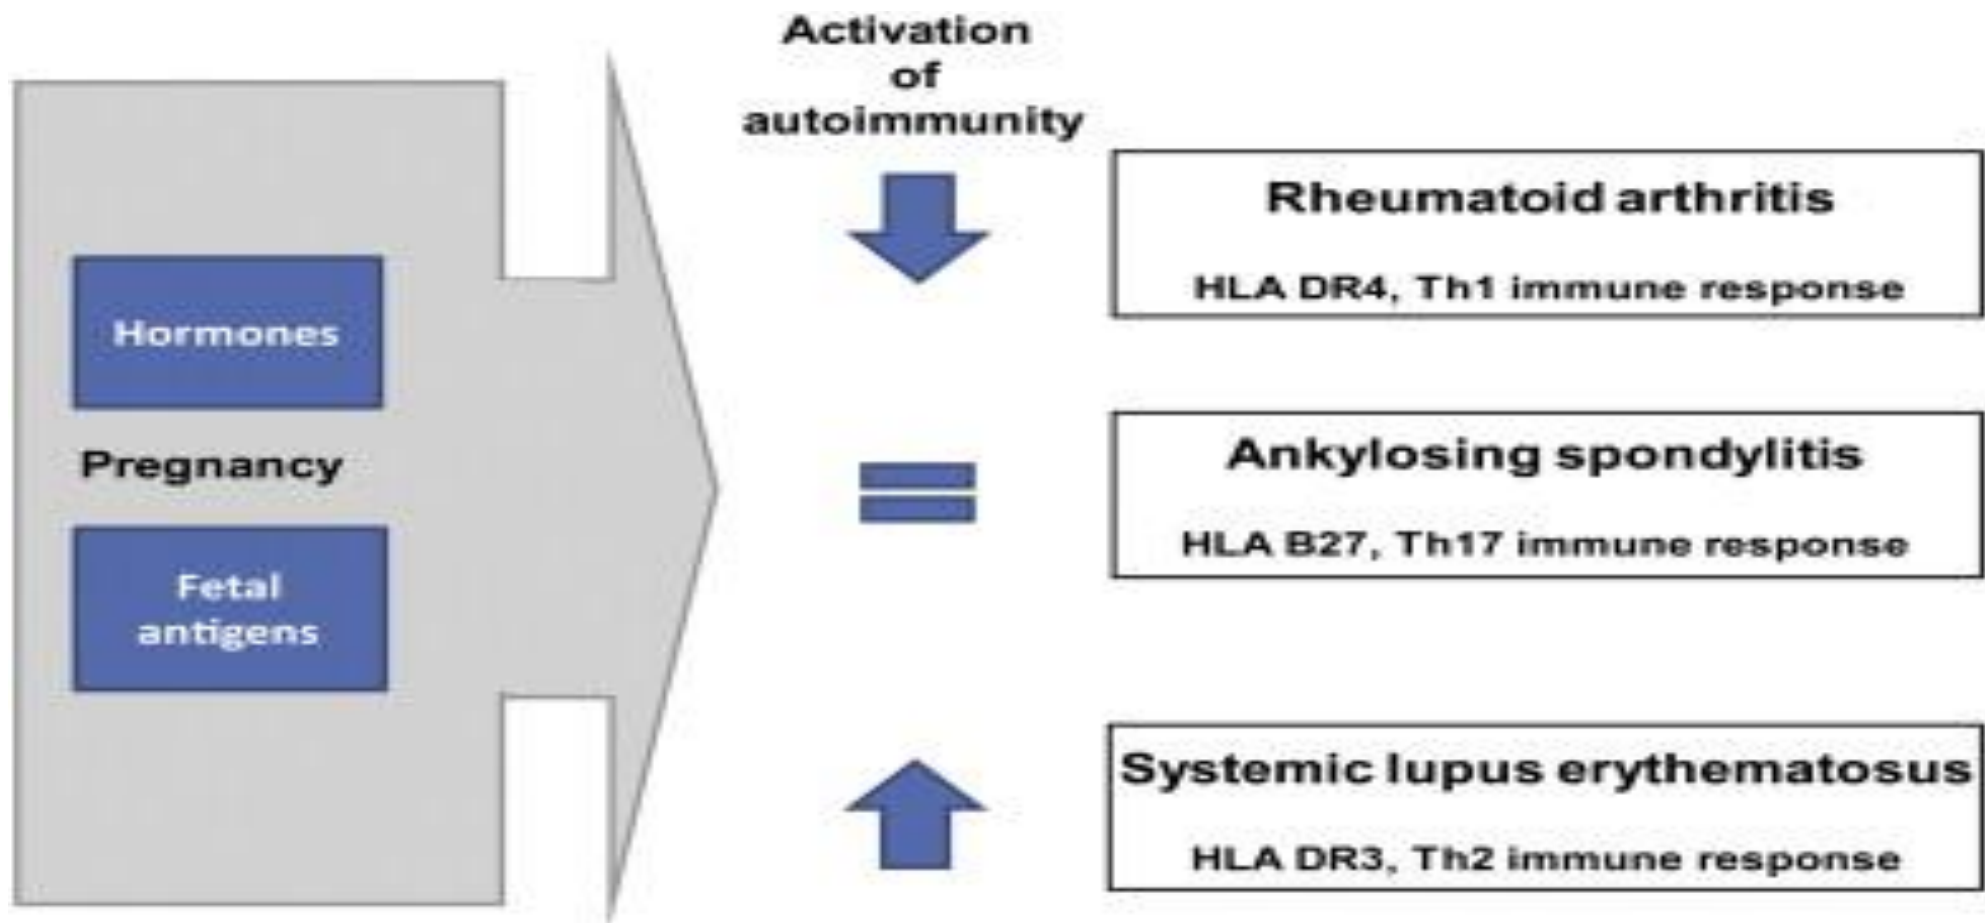 Activation
of
autoimmunity
Hormones
Pregnancy
Fetal
antigens
Rheumatoid arthritis
HLA DR4, Th1 immune response
Ankylosing spondylitis
HLA B27, Th17 immune response
Systemic lupus erythematosus
HLA DR3, Th2 immune response